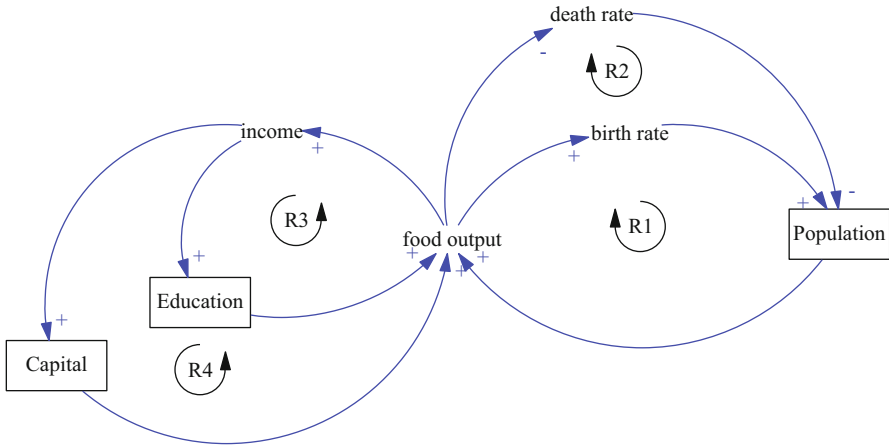 death rate
-
R2
income
+
birth rate
+
-
+
R3
R1
Population
food output
+
+
+
+
Education
+
Capital
R4